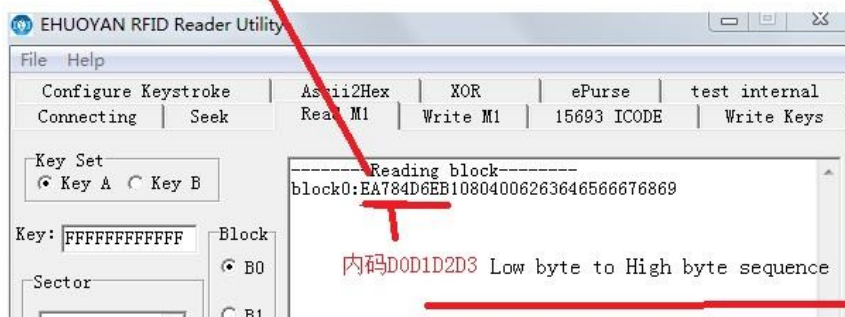 EHUOYAN RFID Reader Utility
File Help
Configure Keystroke Ascii2Hex XOR ePurse test internal
Connecting Seek Read M1 Write M1 15693 ICODE Write Keys
Key Set
Key A Key B
--------Reading block--------
block0:EA784D6EB10804006263646566676869
Key: FFFFFFFFFFFF
Block
B0
内码D0D1D2D3 Low byte to High byte sequence
Sector
B1